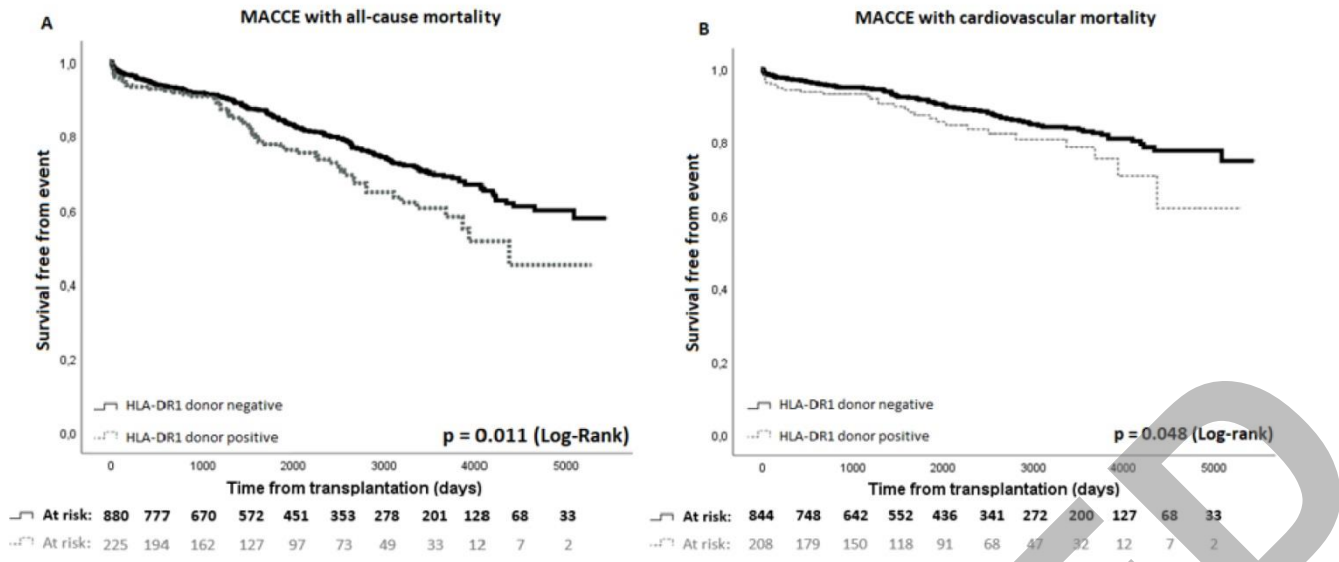 A
MACCE with all-cause mortality
Survival free from event
1,0
0,8
0,6
0,4
0,2
0,0
HLA-DR1 donor negative
HLA-DR1 donor positive
p = 0.011 (Log-Rank)
0 1000 2000 3000 4000 5000
Time from transplantation (days)
At risk: 880 777 670 572 451 353 278 201 128 68 33
At risk: 225 194 162 127 97 73 49 33 12 7 2
B
MACCE with cardiovascular mortality
Survival free from event
1,0
0,8
0,6
0,4
0,2
0,0
HLA-DR1 donor negative
HLA-DR1 donor positive
p = 0.048 (Log-rank)
0 1000 2000 3000 4000 5000
Time from transplantation (days)
At risk: 844 748 642 552 436 341 272 200 127 68 33
At risk: 208 179 150 118 91 68 47 32 12 7 2